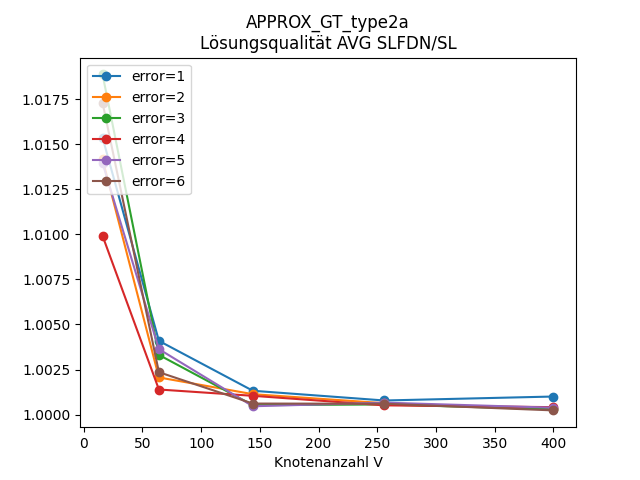 APPROX_GT_type2a
Lösungsqualität AVG SLFDN/SL
error=1
error=2
error=3
error=4
error=5
error=6
1.0175
1.0150
1.0125
1.0100
1.0075
1.0050
1.0025
1.0000
0 50 100 150 200 250 300 350 400
Knotenanzahl V